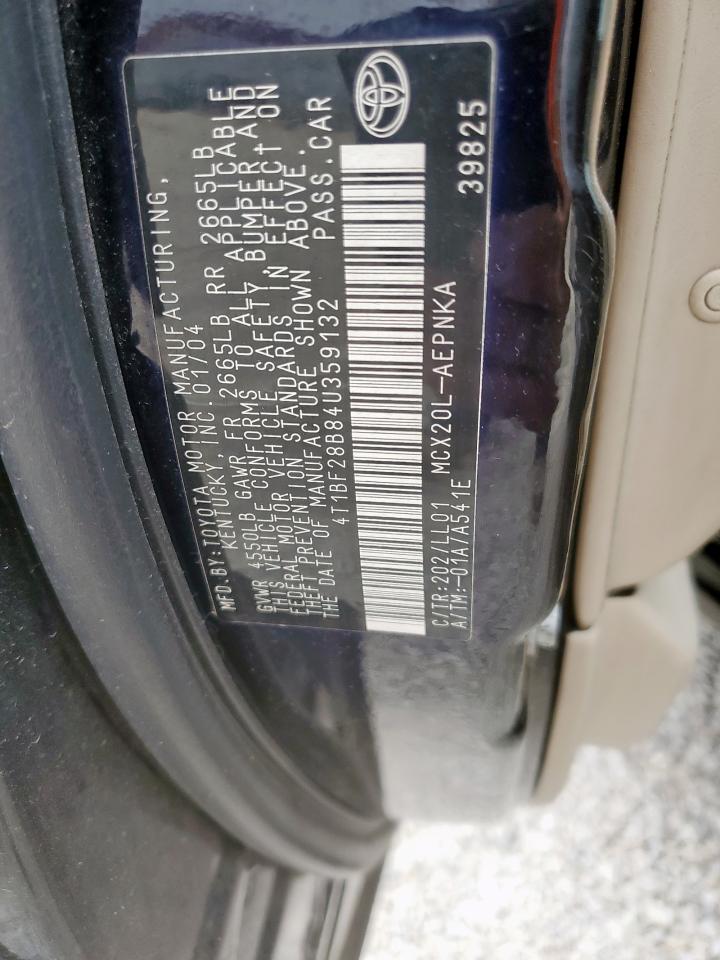 MFD.BY:TOYOTA MOTOR MANUFACTURING,
KENTUCKY, INC. 01/04
GVWR 4550LB GAWR FR 2665LB RR 2665LB
THIS VEHICLE CONFORMS TO ALL APPLICABLE
FEDERAL MOTOR VEHICLE SAFETY, BUMPER, AND
THEFT PREVENTION STANDARDS IN EFFECT ON
THE DATE OF MANUFACTURE SHOWN ABOVE.
4T1BF28B84U359132 PASS.CAR
C/TR:202/LL01 MCX20L-AEPNKA
A/TM:-01A/A541E 39825